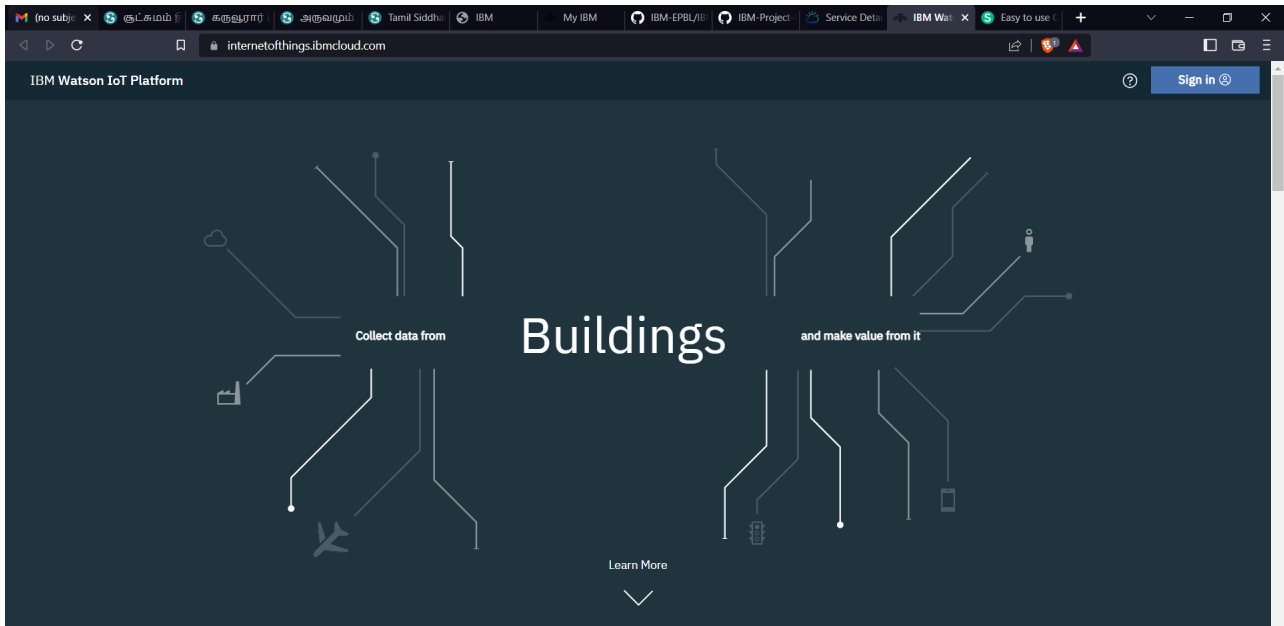 (no subje
சூட்சுமம்
கருவூரார்
அருவமும்
Tamil Siddha
IBM
My IBM
IBM-EPBL/IB
IBM-Project-
Service Deta
IBM Wat
Easy to use
internetofthings.ibmcloud.com
IBM Watson IoT Platform
Sign in
Collect data from
Buildings
and make value from it
Learn More